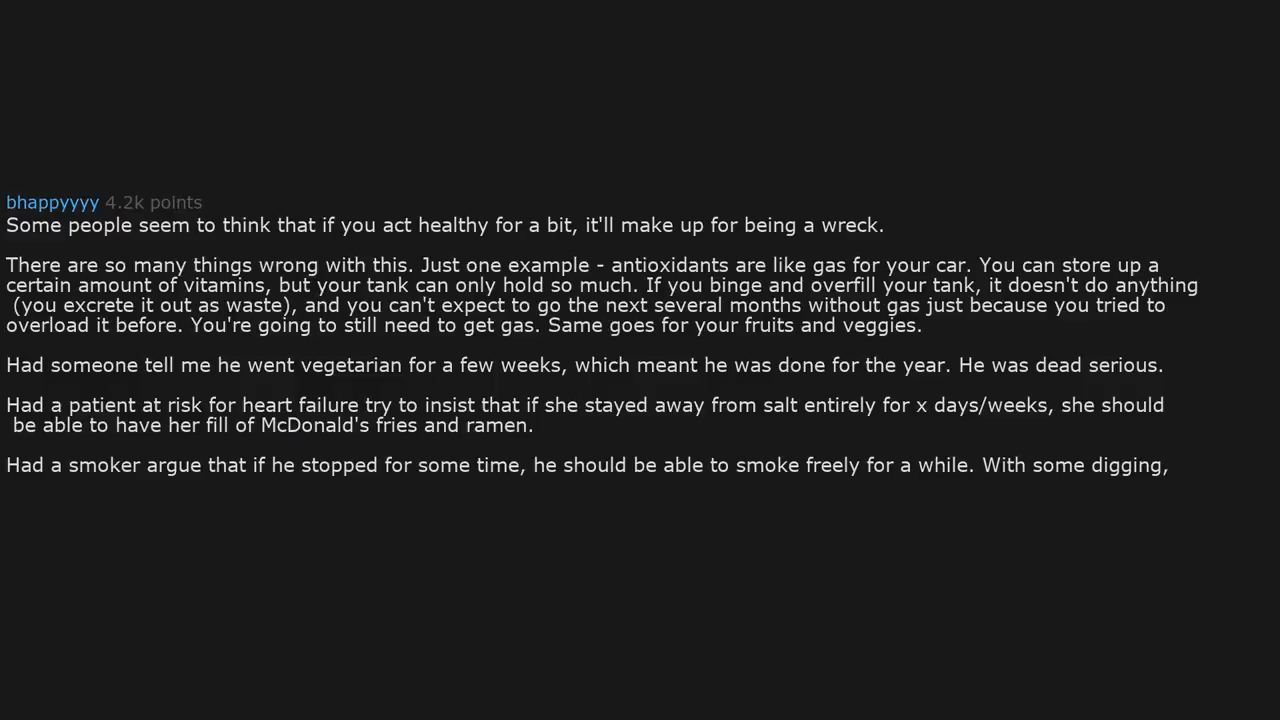 bhappyyyy 4.2k points
Some people seem to think that if you act healthy for a bit, it'll make up for being a wreck.
There are so many things wrong with this. Just one example - antioxidants are like gas for your car. You can store up a
certain amount of vitamins, but your tank can only hold so much. If you binge and overfill your tank, it doesn't do anything
(you excrete it out as waste), and you can't expect to go the next several months without gas just because you tried to
overload it before. You're going to still need to get gas. Same goes for your fruits and veggies.
Had someone tell me he went vegetarian for a few weeks, which meant he was done for the year. He was dead serious.
Had a patient at risk for heart failure try to insist that if she stayed away from salt entirely for x days/weeks, she should
be able to have her fill of McDonald's fries and ramen.
Had a smoker argue that if he stopped for some time, he should be able to smoke freely for a while. With some digging,